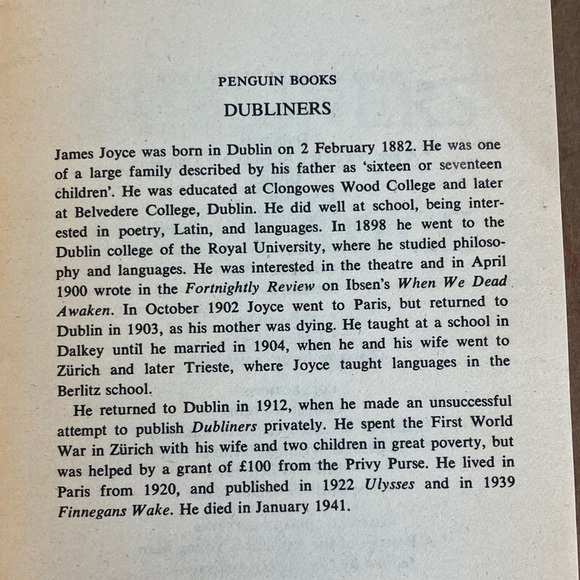 PENGUIN BOOKS
DUBLINERS
James Joyce was born in Dublin on 2 February 1882. He was one
of a large family described by his father as ‘sixteen or seventeen
children’. He was educated at Clongowes Wood College and later
at Belvedere College, Dublin. He did well at school, being inter-
ested in poetry, Latin, and languages. In 1898 he went to the
Dublin college of the Royal University, where he studied philoso-
phy and languages. He was interested in the theatre and in April
1900 wrote in the Fortnightly Review on Ibsen's When We Dead
Awaken. In October 1902 Joyce went to Paris, but returned to
Dublin in 1903, as his mother was dying. He taught at a school in
Dalkey until he married in 1904, when he and his wife went to
Zürich and later Trieste, where Joyce taught languages in the
Berlitz school.
He returned to Dublin in 1912, when he made an unsuccessful
attempt to publish Dubliners privately. He spent the First World
War in Zürich with his wife and two children in great poverty, but
was helped by a grant of £100 from the Privy Purse. He lived in
Paris from 1920, and published in 1922 Ulysses and in 1939
Finnegans Wake. He died in January 1941.